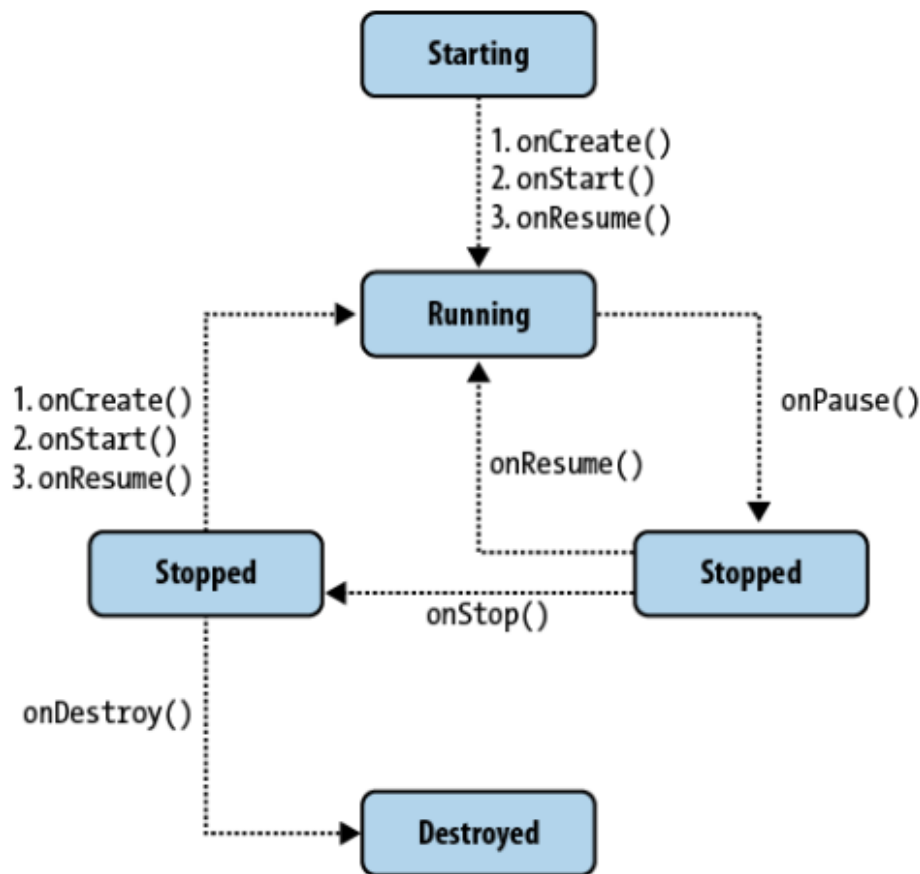 Starting
1. onCreate()
2. onStart()
3. onResume()
Running
1. onCreate()
2. onStart()
3. onResume()
onPause()
onResume()
Stopped
Stopped
onStop()
onDestroy()
Destroyed